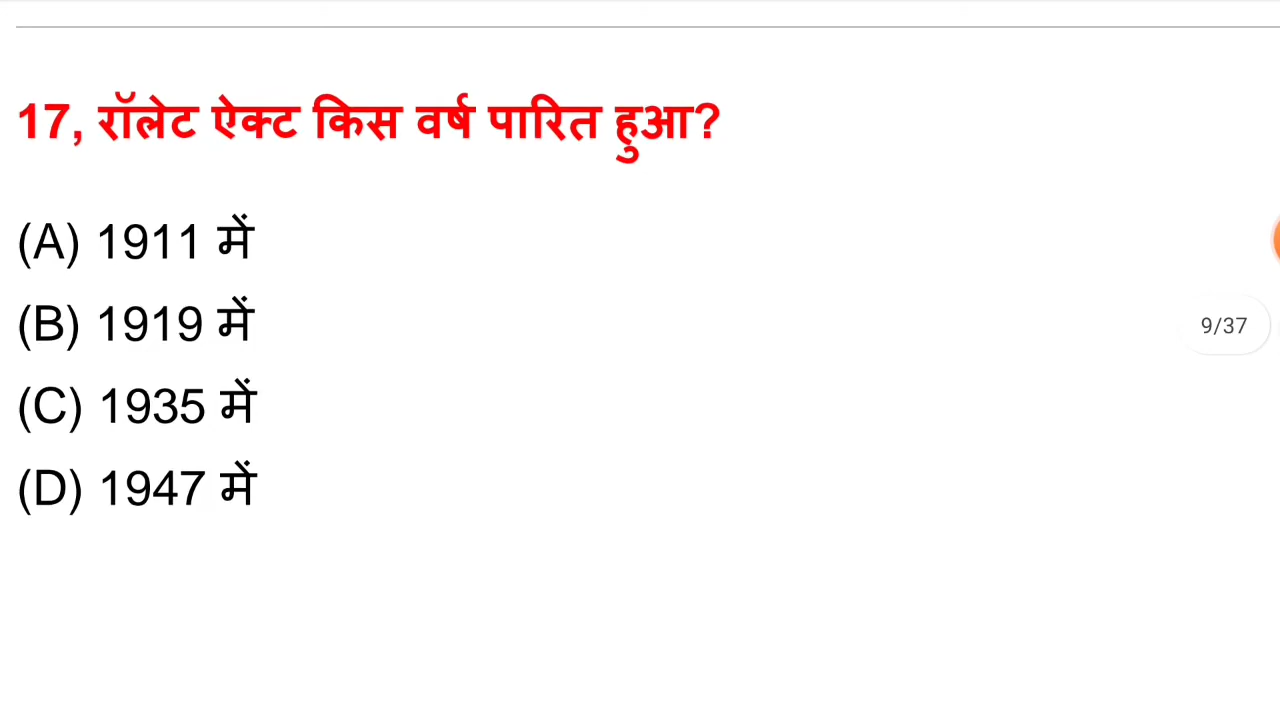 17, रॉलेट ऐक्ट किस वर्ष पारित हुआ?
(A) 1911 में
(B) 1919 में
9/37
(C) 1935 में
(D) 1947 में